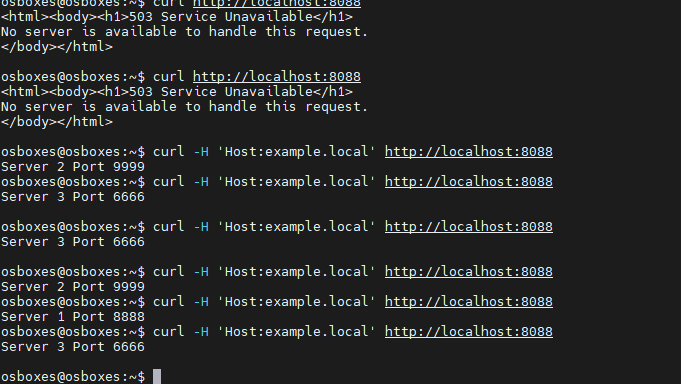 osboxes@osboxes:~$ curl http://localhost:8088
<html><body><h1>503 Service Unavailable</h1>
No server is available to handle this request.
</body></html>
osboxes@osboxes:~$ curl http://localhost:8088
<html><body><h1>503 Service Unavailable</h1>
No server is available to handle this request.
</body></html>
osboxes@osboxes:~$ curl -H 'Host:example.local' http://localhost:8088
Server 2 Port 9999
osboxes@osboxes:~$ curl -H 'Host:example.local' http://localhost:8088
Server 3 Port 6666
osboxes@osboxes:~$ curl -H 'Host:example.local' http://localhost:8088
Server 3 Port 6666
osboxes@osboxes:~$ curl -H 'Host:example.local' http://localhost:8088
Server 2 Port 9999
osboxes@osboxes:~$ curl -H 'Host:example.local' http://localhost:8088
Server 1 Port 8888
osboxes@osboxes:~$ curl -H 'Host:example.local' http://localhost:8088
Server 3 Port 6666
osboxes@osboxes:~$